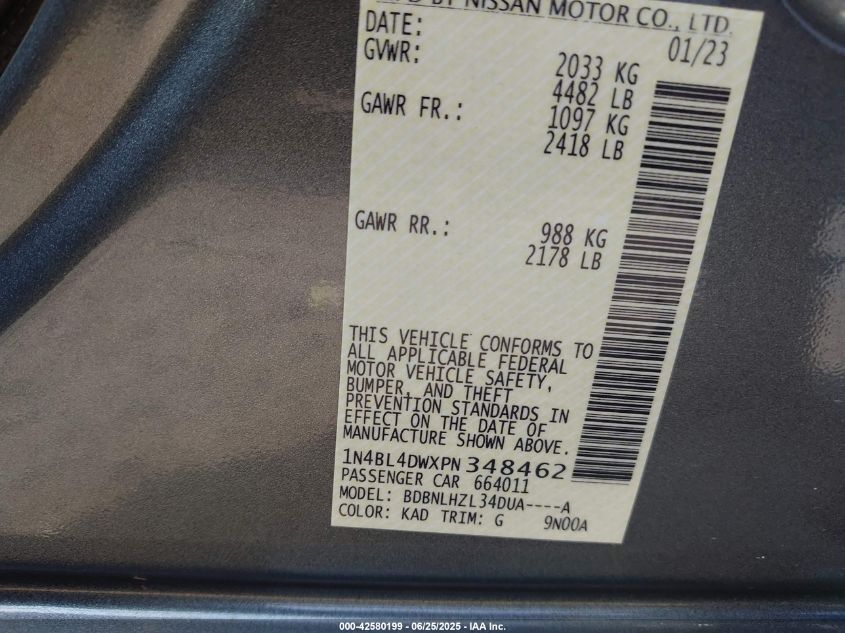 BY NISSAN MOTOR CO., LTD.
DATE: 01/23
GVWR: 2033 KG
4482 LB
GAWR FR.: 1097 KG
2418 LB
GAWR RR.: 988 KG
2178 LB
THIS VEHICLE CONFORMS TO
ALL APPLICABLE FEDERAL
MOTOR VEHICLE SAFETY,
BUMPER, AND THEFT
PREVENTION STANDARDS IN
EFFECT ON THE DATE OF
MANUFACTURE SHOWN ABOVE.
1N4BL4DWXPN348462
PASSENGER CAR 664011
MODEL: BDBNLHZL34DUA----A
COLOR: KAD TRIM: G 9N00A
000-42580199 - 06/25/2025 - IAA Inc.